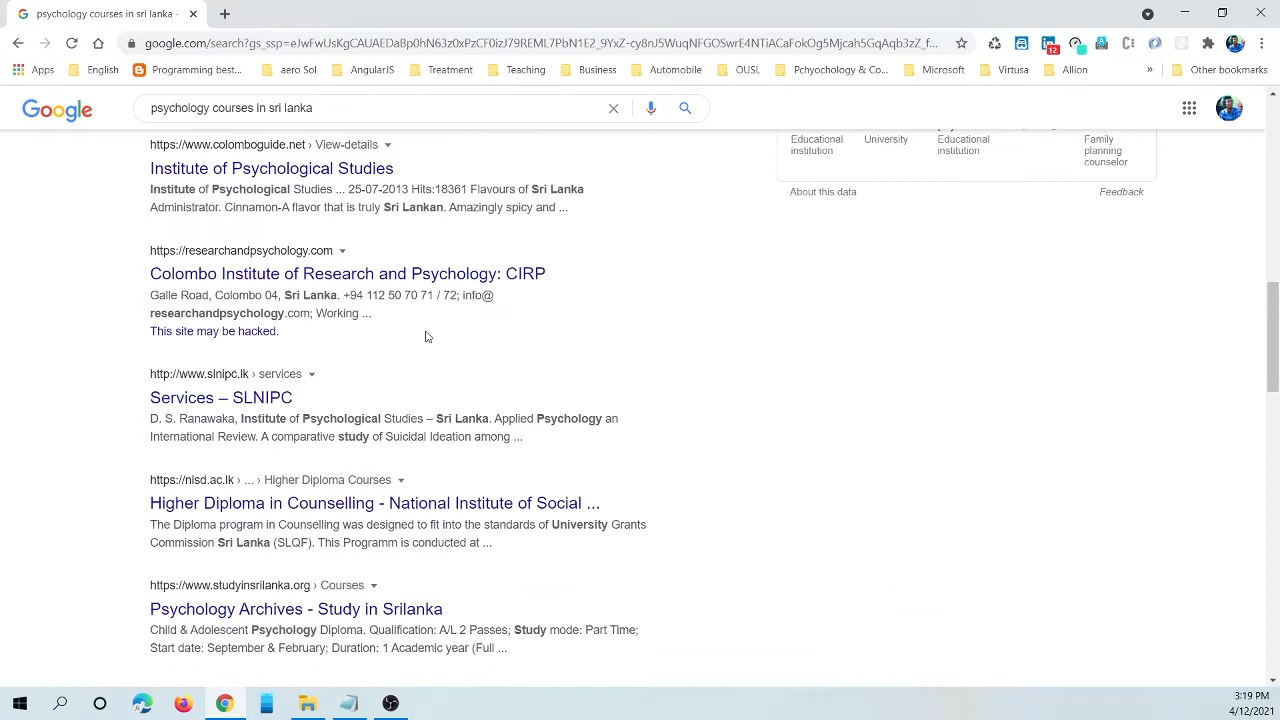 psychology courses in sri lanka -
google.com/search?gs_ssp=
12
Apps
English
Programming best...
aero Sol
AngularJS
Treatment
Teaching
Business
Automobile
OUSL
Pchyochology & Co...
Microsoft
Virtusa
Allion
»
Other bookmarks
Google
psychology courses in sri lanka
Educational institution
University
Educational institution
Family planning counselor
About this data
Feedback
https://www.colomboguide.net › View-details
Institute of Psychological Studies
Institute of Psychological Studies ... 25-07-2013 Hits:18361 Flavours of Sri Lanka
Administrator. Cinnamon-A flavor that is truly Sri Lankan. Amazingly spicy and ...
https://researchandpsychology.com
Colombo Institute of Research and Psychology: CIRP
Galle Road, Colombo 04, Sri Lanka. +94 112 50 70 71 / 72; info@
researchandpsychology.com; Working ...
This site may be hacked.
http://www.slnipc.lk › services
Services – SLNIPC
D. S. Ranawaka, Institute of Psychological Studies – Sri Lanka. Applied Psychology an
International Review. A comparative study of Suicidal Ideation among ...
https://nisd.ac.lk › ... › Higher Diploma Courses
Higher Diploma in Counselling - National Institute of Social ...
The Diploma program in Counselling was designed to fit into the standards of University Grants
Commission Sri Lanka (SLQF). This Programm is conducted at ...
https://www.studyinsrilanka.org › Courses
Psychology Archives - Study in Srilanka
Child & Adolescent Psychology Diploma. Qualification: A/L 2 Passes; Study mode: Part Time;
Start date: September & February; Duration: 1 Academic year (Full ...
3:19 PM
4/12/2021